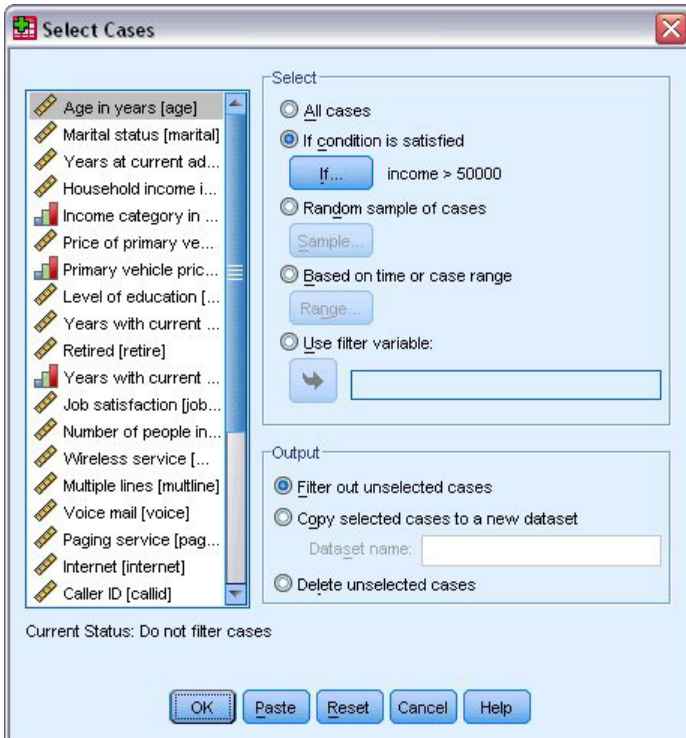 Select Cases
Age in years [age]
Marital status [marital]
Years at current ad...
Household income i...
Income category in ...
Price of primary ve...
Primary vehicle pric...
Level of education [...
Years with current ...
Retired [retire]
Years with current ...
Job satisfaction [job...
Number of people in...
Wireless service [...
Multiple lines [multline]
Voice mail [voice]
Paging service [pag...
Internet [internet]
Caller ID [callid]
Select
All cases
If condition is satisfied
If... income > 50000
Random sample of cases
Sample...
Based on time or case range
Range...
Use filter variable:
Output
Filter out unselected cases
Copy selected cases to a new dataset
Dataset name:
Delete unselected cases
Current Status: Do not filter cases
OK Paste Reset Cancel Help